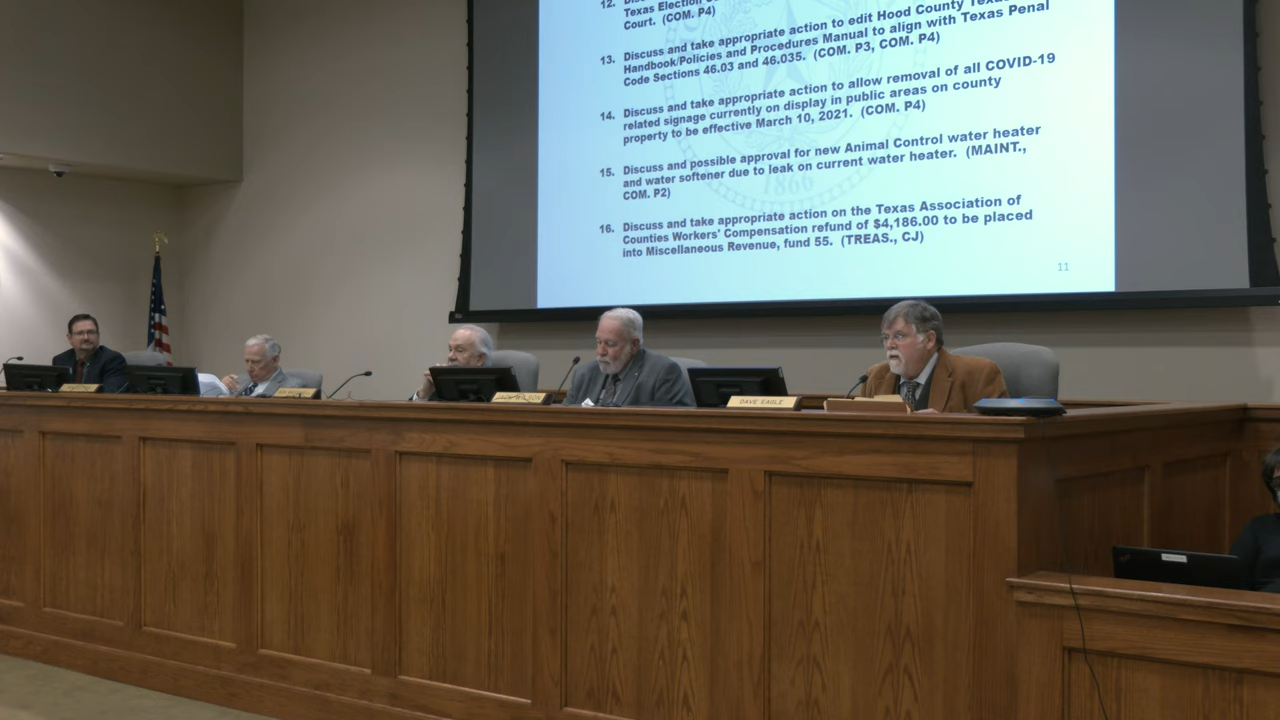 12. 
Texas Election
Court. (COM. P4)
13. Discuss and take appropriate action to edit Hood County Texas
Handbook/Policies and Procedures Manual to align with Texas Penal
Code Sections 46.03 and 46.035. (COM. P3, COM. P4)
14. Discuss and take appropriate action to allow removal of all COVID-19
related signage currently on display in public areas on county
property to be effective March 10, 2021. (COM. P4)
15. Discuss and possible approval for new Animal Control water heater
and water softener due to leak on current water heater. (MAINT.,
COM. P2)
16. Discuss and take appropriate action on the Texas Association of
Counties Workers' Compensation refund of $4,186.00 to be placed
into Miscellaneous Revenue, fund 55. (TREAS., CJ)
1866
11
WILSON
DAVE EAGLE